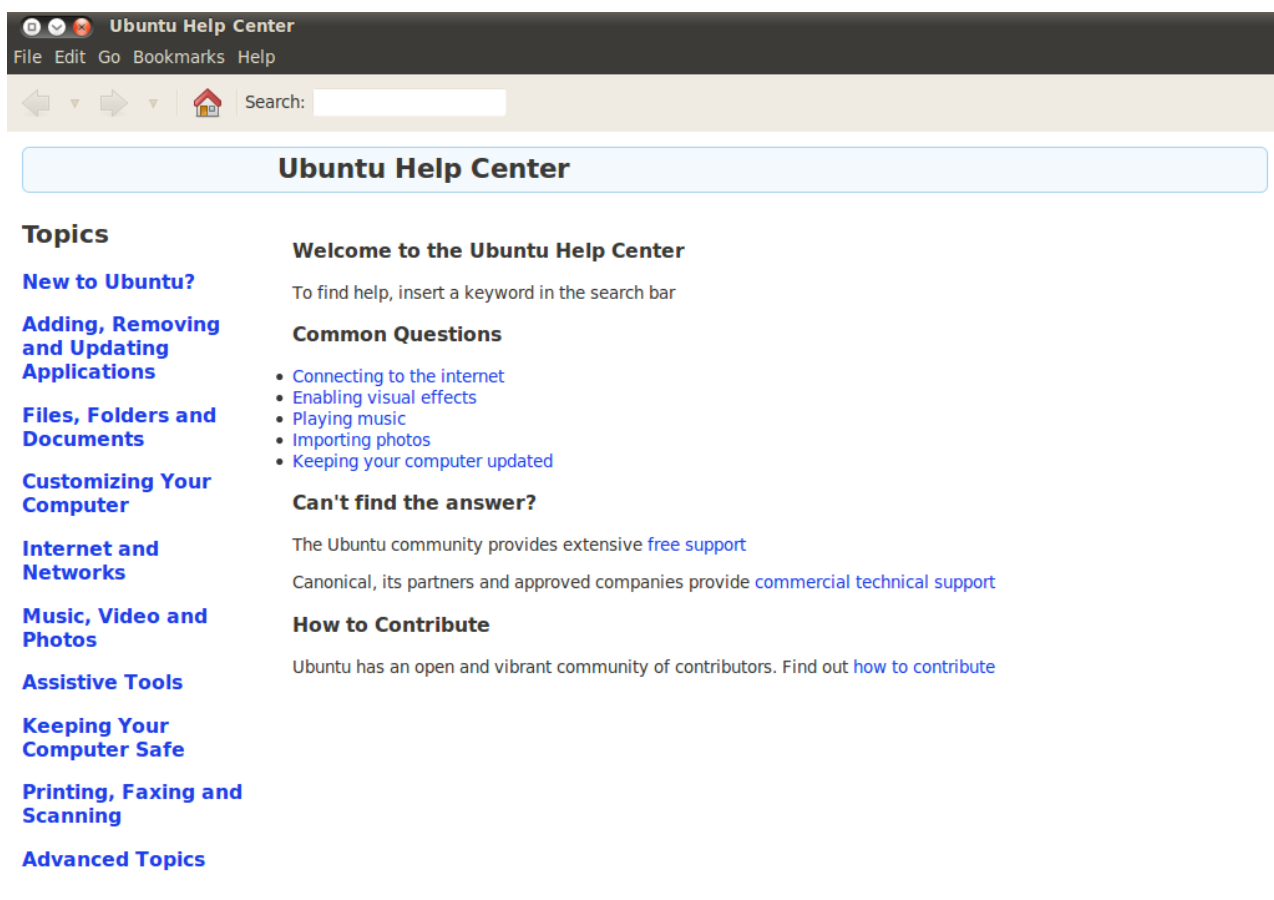 Ubuntu Help Center
File Edit Go Bookmarks Help
Search:
Ubuntu Help Center
Topics
New to Ubuntu?
Adding, Removing
and Updating
Applications
Files, Folders and
Documents
Customizing Your
Computer
Internet and
Networks
Music, Video and
Photos
Assistive Tools
Keeping Your
Computer Safe
Printing, Faxing and
Scanning
Advanced Topics
Welcome to the Ubuntu Help Center
To find help, insert a keyword in the search bar
Common Questions
• Connecting to the internet
• Enabling visual effects
• Playing music
• Importing photos
• Keeping your computer updated
Can't find the answer?
The Ubuntu community provides extensive free support
Canonical, its partners and approved companies provide commercial technical support
How to Contribute
Ubuntu has an open and vibrant community of contributors. Find out how to contribute